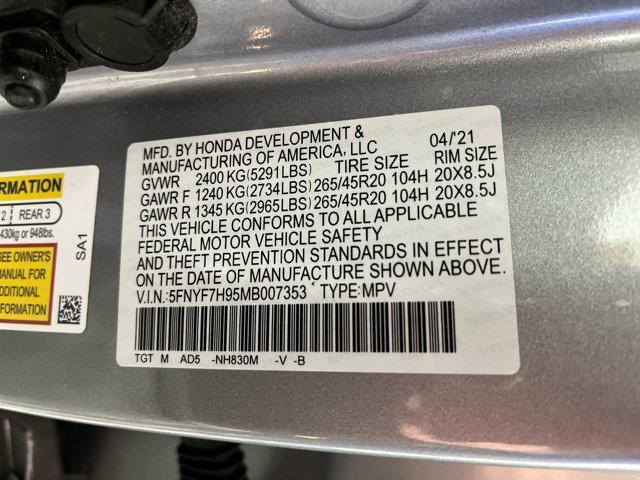 MFD. BY HONDA DEVELOPMENT &
MANUFACTURING OF AMERICA, LLC 04/'21
GVWR 2400 KG(5291LBS) TIRE SIZE RIM SIZE
GAWR F 1240 KG(2734LBS) 265/45R20 104H 20X8.5J
GAWR R 1345 KG(2965LBS) 265/45R20 104H 20X8.5J
THIS VEHICLE CONFORMS TO ALL APPLICABLE
FEDERAL MOTOR VEHICLE SAFETY
AND THEFT PREVENTION STANDARDS IN EFFECT
ON THE DATE OF MANUFACTURE SHOWN ABOVE.
V.I.N.:5FNYF7H95MB007353 TYPE:MPV
TGT M AD5 -NH830M -V -B
RMATION
2 REAR 3
430kg or 948lbs.
SEE OWNER'S
MANUAL FOR
ADDITIONAL
FORMATION
SA1